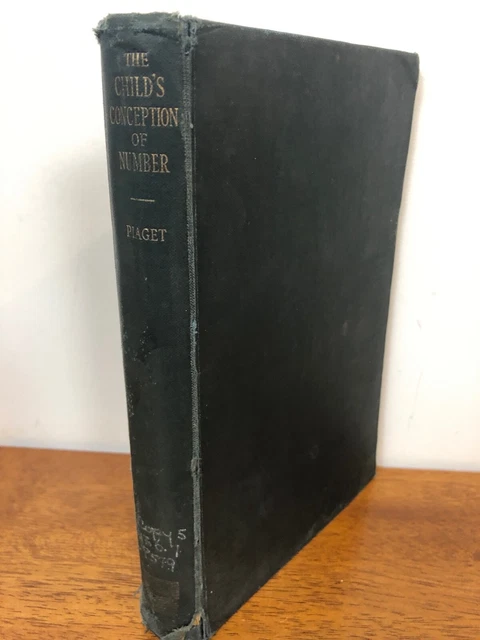 THE
CHILD'S
CONCEPTION
OF
NUMBER
PIAGET